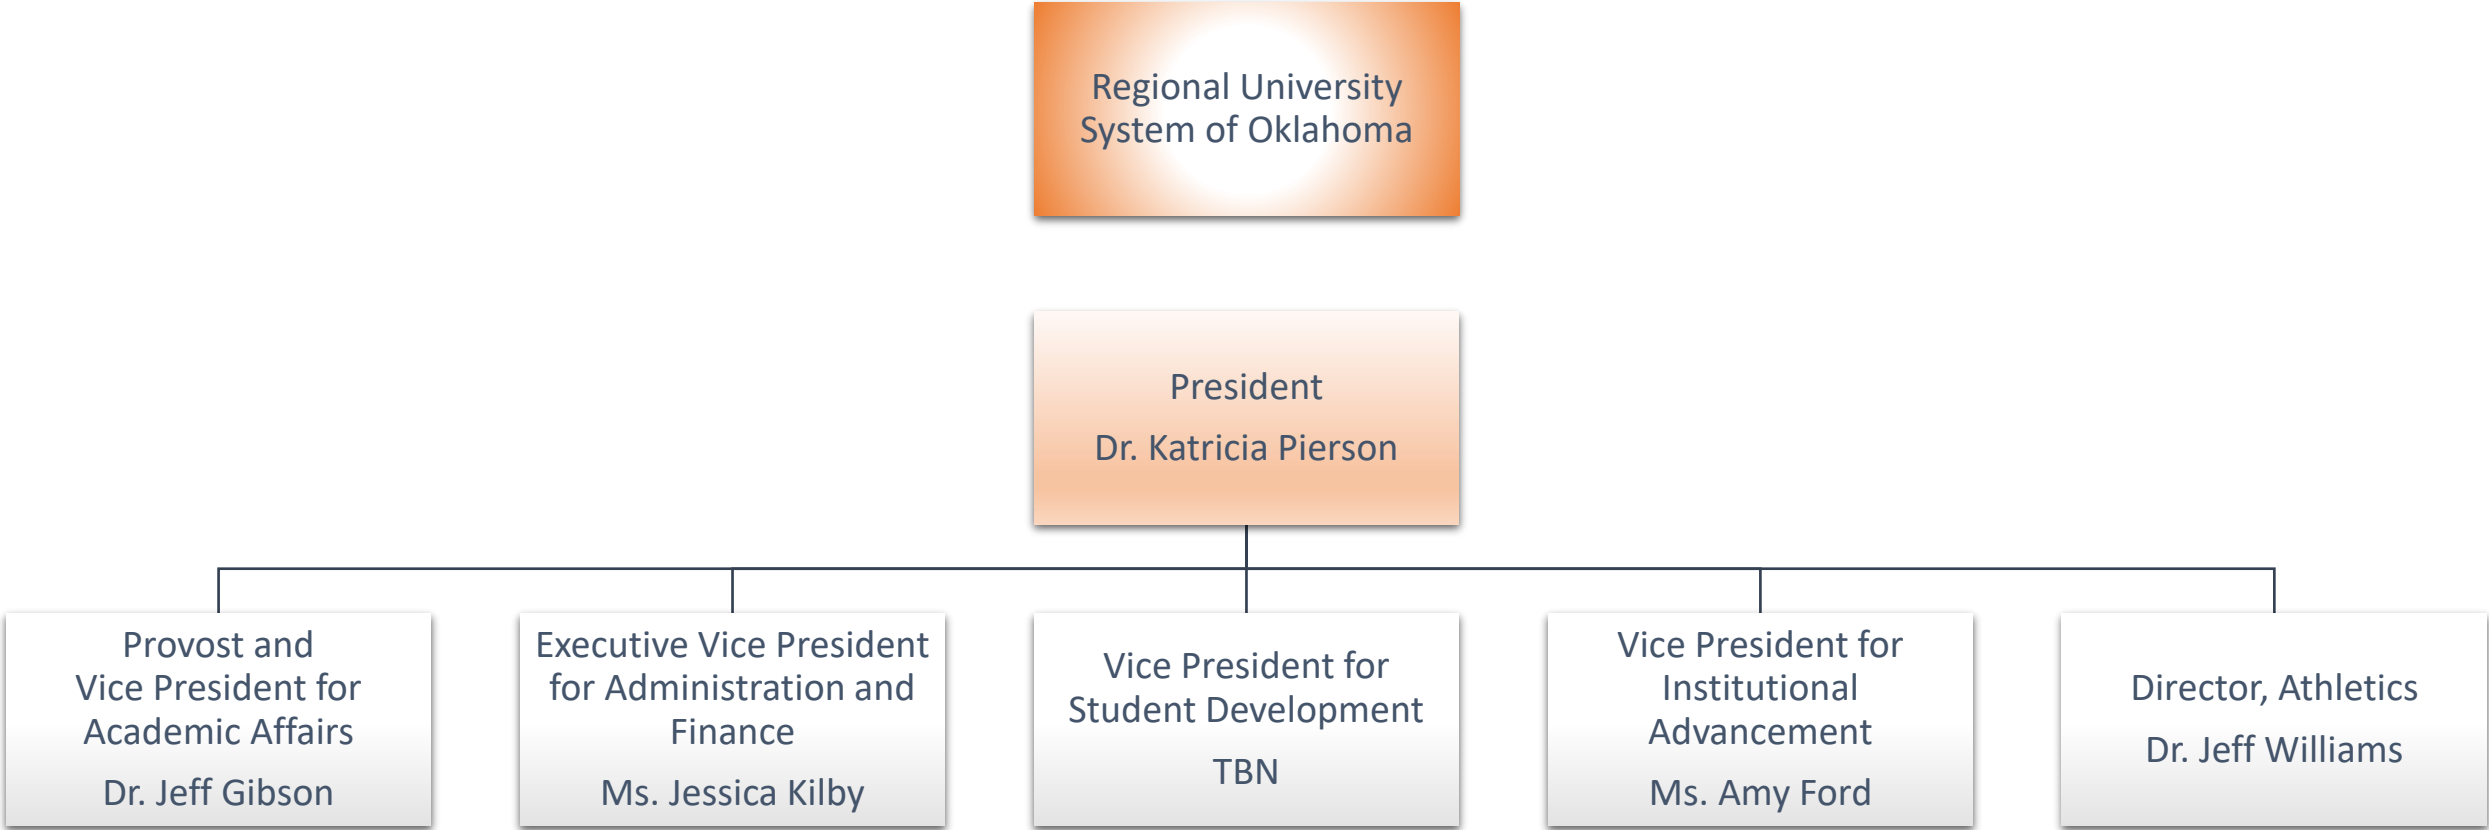 Regional University
System of Oklahoma
President
Dr. Katricia Pierson
Provost and
Vice President for
Academic Affairs
Dr. Jeff Gibson
Executive Vice President
for Administration and
Finance
Ms. Jessica Kilby
Vice President for
Student Development
TBN
Vice President for
Institutional
Advancement
Ms. Amy Ford
Director, Athletics
Dr. Jeff Williams